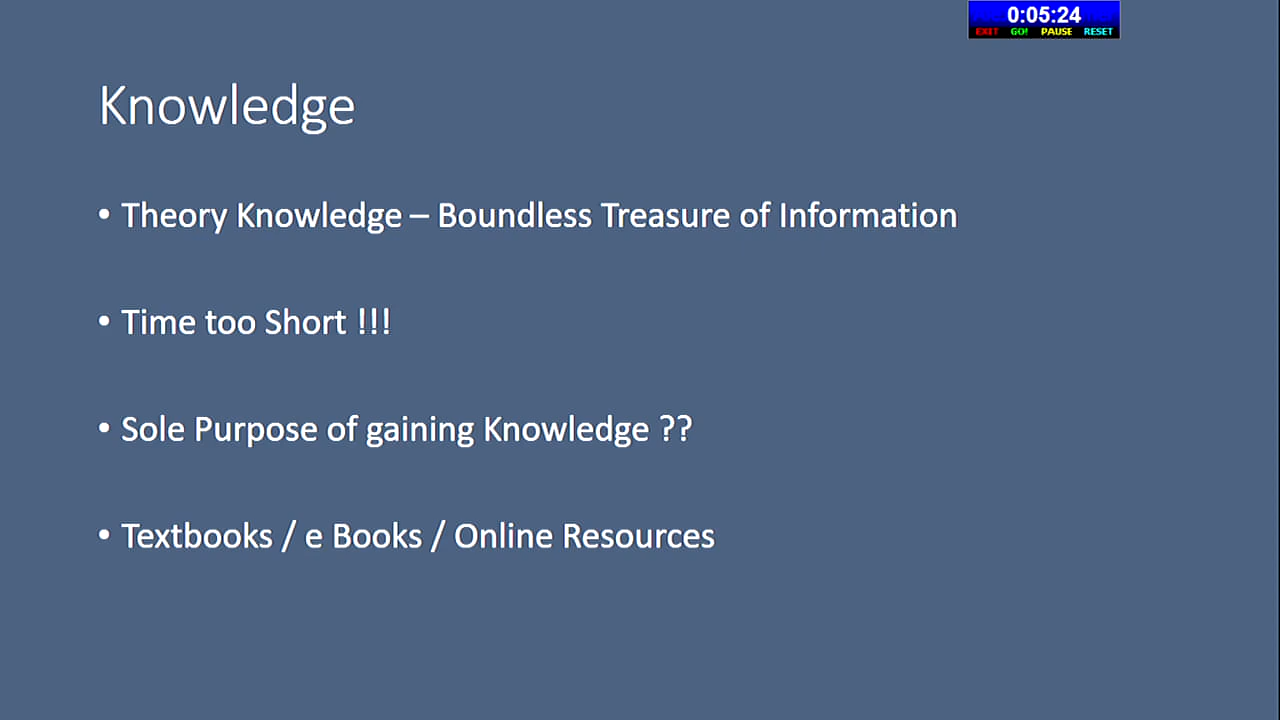 0:05:24
EXIT GO! PAUSE RESET
Knowledge
• Theory Knowledge – Boundless Treasure of Information
• Time too Short !!!
• Sole Purpose of gaining Knowledge ??
• Textbooks / e Books / Online Resources